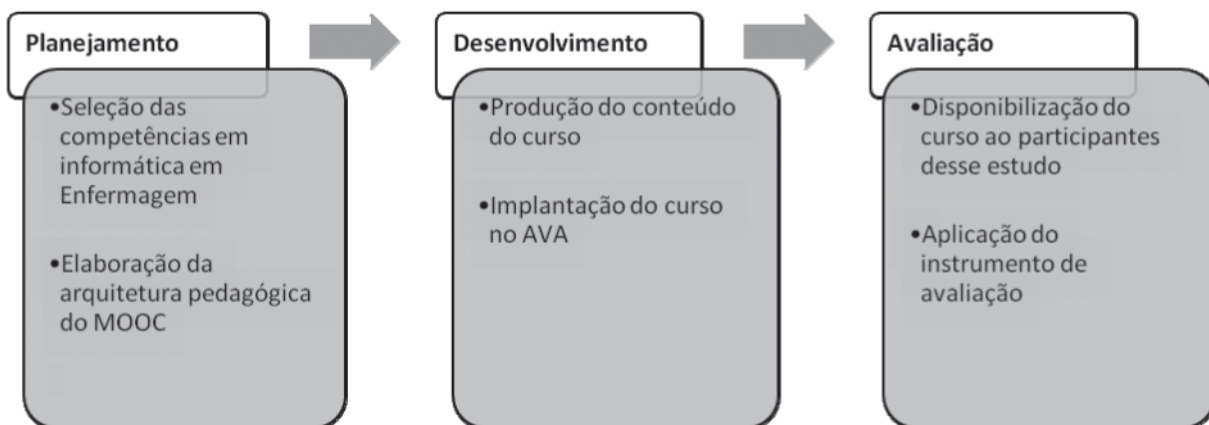 Planejamento
•Seleção das
competências em
informática em
Enfermagem
•Elaboração da
arquitetura pedagógica
do MOOC
Desenvolvimento
•Produção do conteúdo
do curso
•Implantação do curso
no AVA
Avaliação
•Disponibilização do
curso ao participantes
desse estudo
•Aplicação do
instrumento de
avaliação